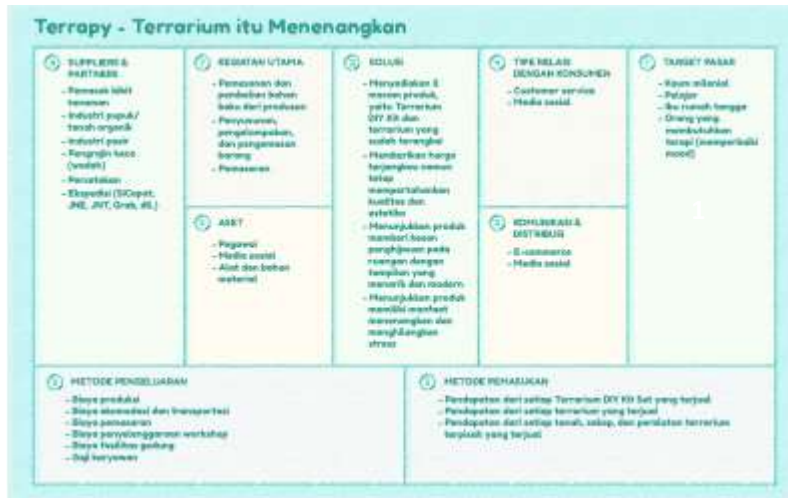 Terrapy - Terrarium itu Menenangkan
SUPPLIERS &
PARTNERS
- Pemasok bibit
tanaman
- Industri pupuk/
tanah organik
- Industri pasir
- Pengrajin kaca
(wadah)
- Percetakan
- Ekspedisi (SiCepat,
JNE, JNT, Grab, dll.)
KEGIATAN UTAMA
- Pemesanan dan
pembelian bahan
baku dari produsen
- Penyusunan,
pengelompokan,
dan pengemasan
barang
- Pemasaran
ASET
- Pegawai
- Media sosial
- Alat dan bahan
material
SOLUSI
- Menyediakan 2
macam produk,
yaitu Terrarium
DIY Kit dan
terrarium yang
sudah terangkai
- Memberikan harga
terjangkau namun
tetap
mempertahankan
kualitas dan
estetika
- Menunjukkan produk
memberi kesan
penghijauan pada
ruangan dengan
tampilan yang
menarik dan modern
- Menunjukkan produk
memiliki manfaat
menenangkan dan
menghilangkan
stress
TIPE RELASI
DENGAN KONSUMEN
- Customer service
- Media sosial
KOMUNIKASI &
DISTRIBUSI
- E-commerce
- Media sosial
TARGET PASAR
- Kaum milenial
- Pelajar
- Ibu rumah tangga
- Orang yang
membutuhkan
terapi (memperbaiki
mood)
METODE PENGELUARAN
- Biaya produksi
- Biaya akomodasi dan transportasi
- Biaya pemasaran
- Biaya penyelenggaraan workshop
- Biaya fasilitas gedung
- Gaji karyawan
METODE PEMASUKAN
- Pendapatan dari setiap Terrarium DIY Kit Set yang terjual
- Pendapatan dari setiap terrarium yang terjual
- Pendapatan dari setiap tanah, sekop, dan peralatan terrarium
terpisah yang terjual